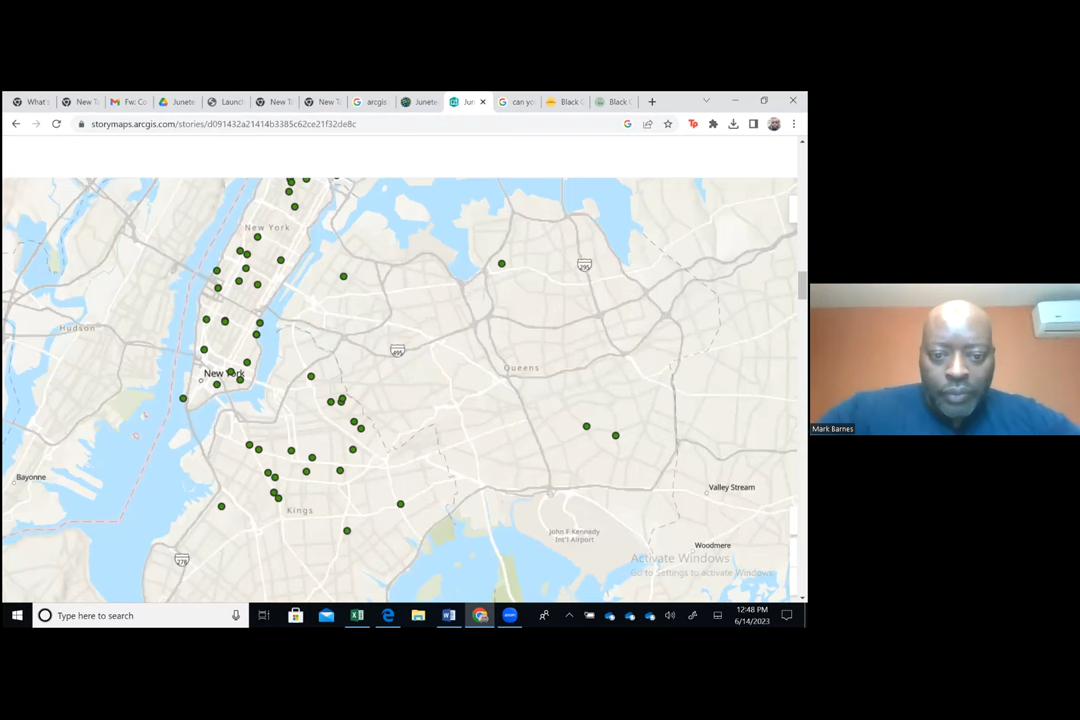 What's
New Ta
Fw: Co
Junete
Launc
New Ta
New Ta
arcgis
Junete
Jun
can yo
Black C
Black C
storymaps.arcgis.com/stories/d091432a21414b3385c62ce21f32de8c
New York
295
Hudson
495
Queens
New York
Mark Barnes
Bayonne
Valley Stream
Kings
John F Kennedy
Int'l Airport
Woodmere
278
Activate Windows
Go to Settings to activate Windows.
Type here to search
12:48 PM
6/14/2023